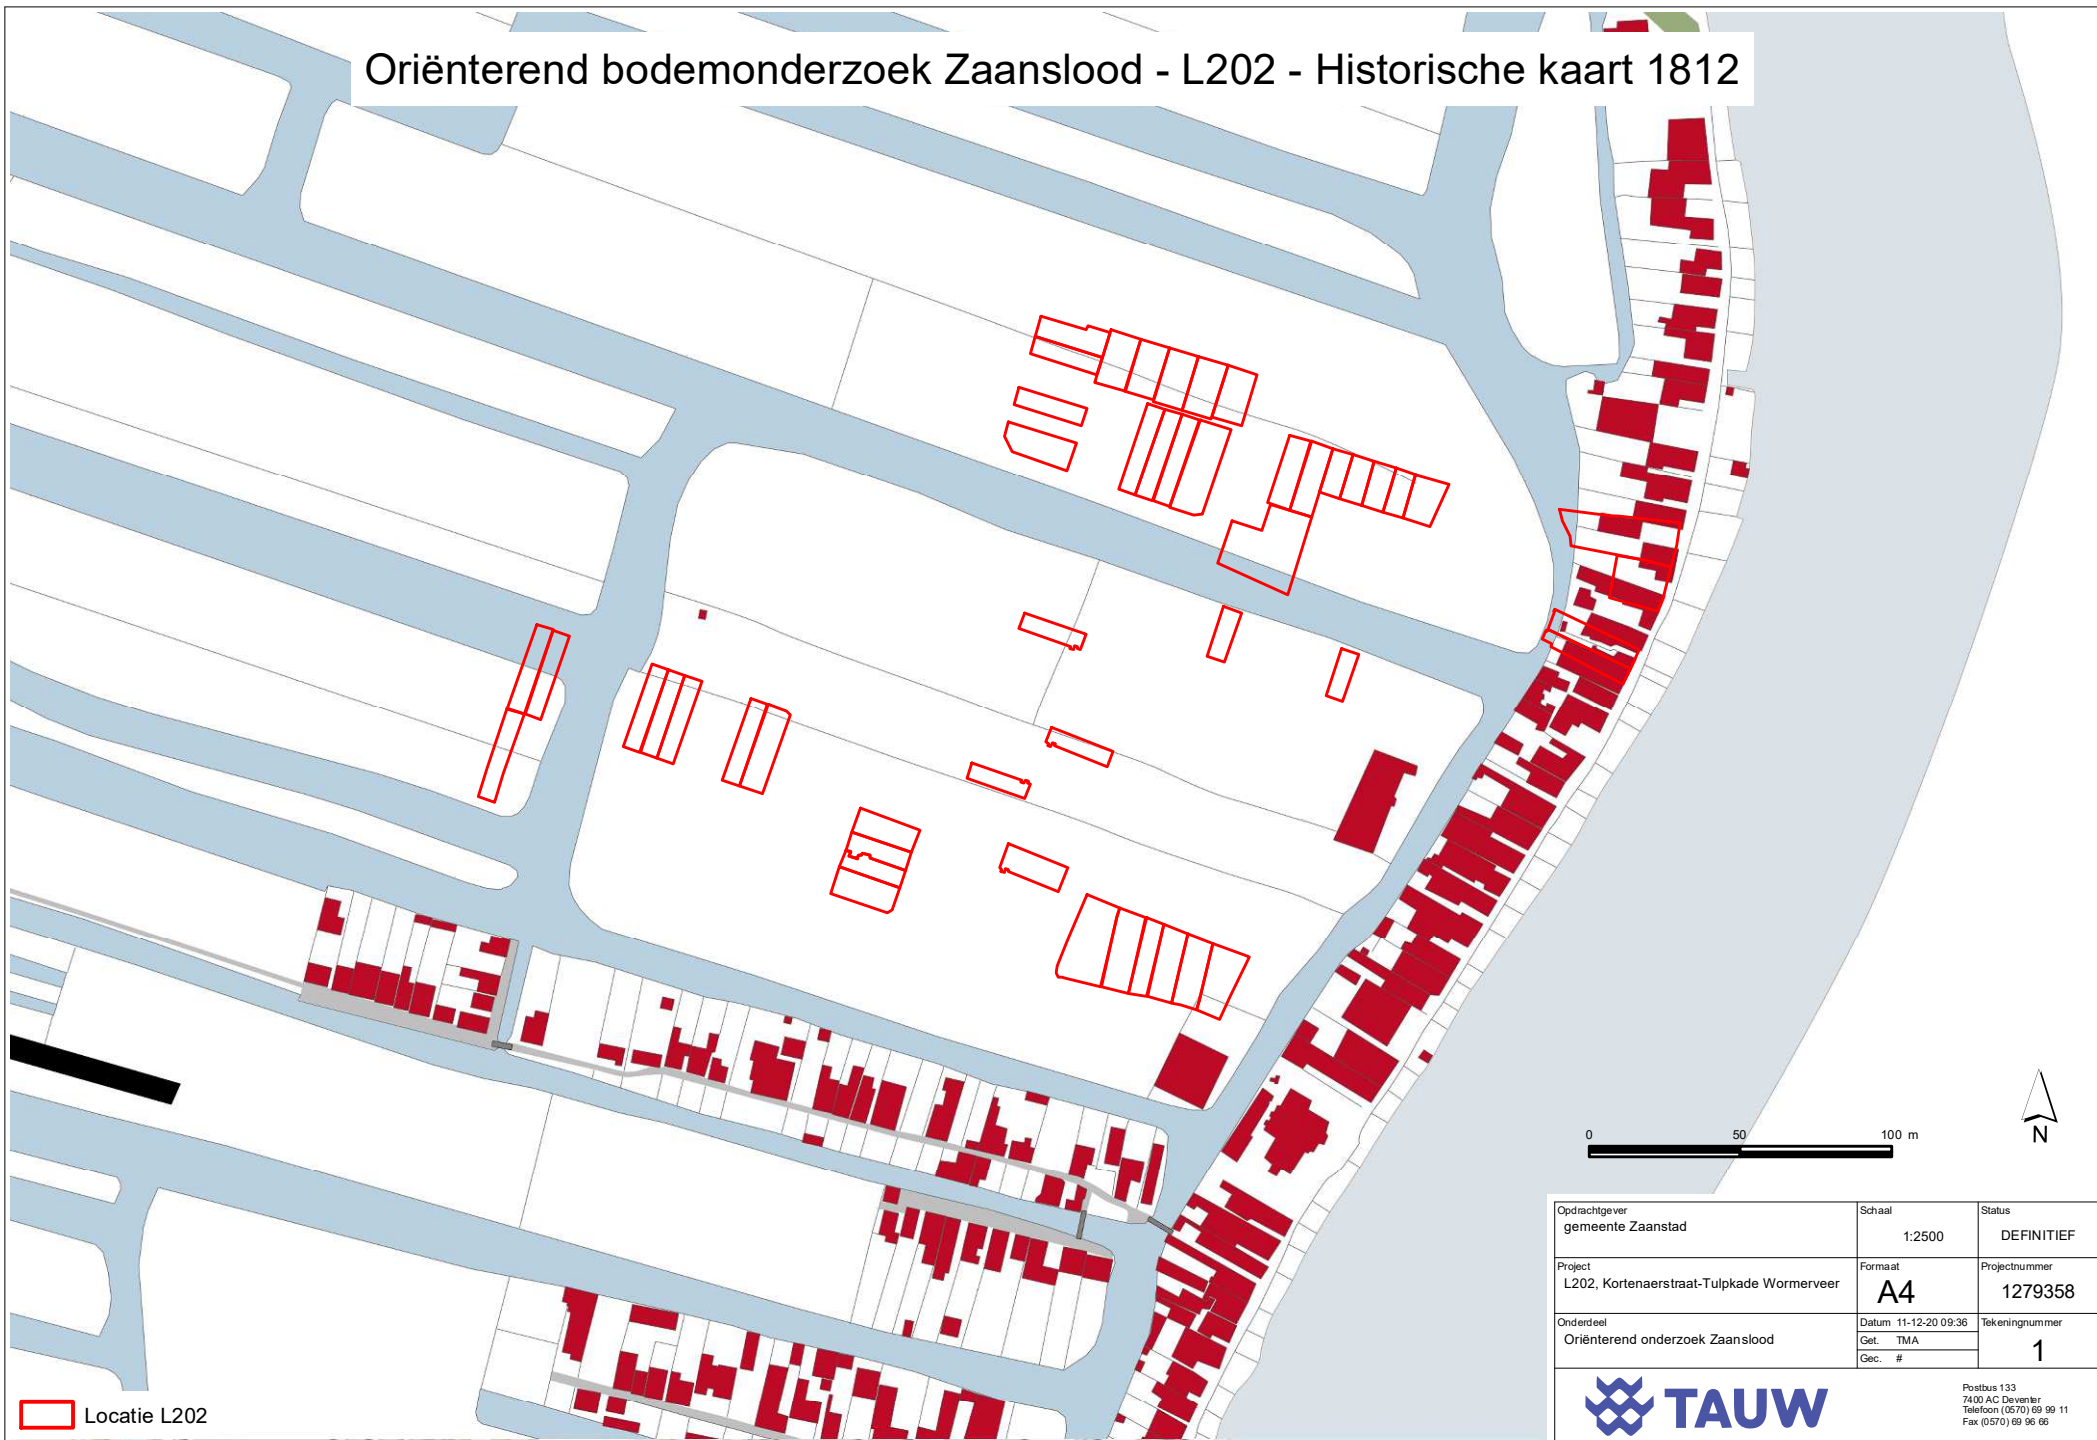 Oriënterend bodemonderzoek Zaanslood - L202 - Historische kaart 1812
0 50 100 m
N
Opdrachtgever
gemeente Zaanstad
Schaal
1:2500
Status
DEFINITIEF
Project
L202, Kortenaerstraat-Tulpkade Wormerveer
Formaat
A4
Projectnummer
1279358
Onderdeel
Oriënterend onderzoek Zaanslood
Datum 11-12-20 09:36
Get. TMA
Gec. #
Tekeningnummer
1
TAUW
Postbus 133
7400 AC Deventer
Telefoon (0570) 69 99 11
Fax (0570) 69 96 66
Locatie L202